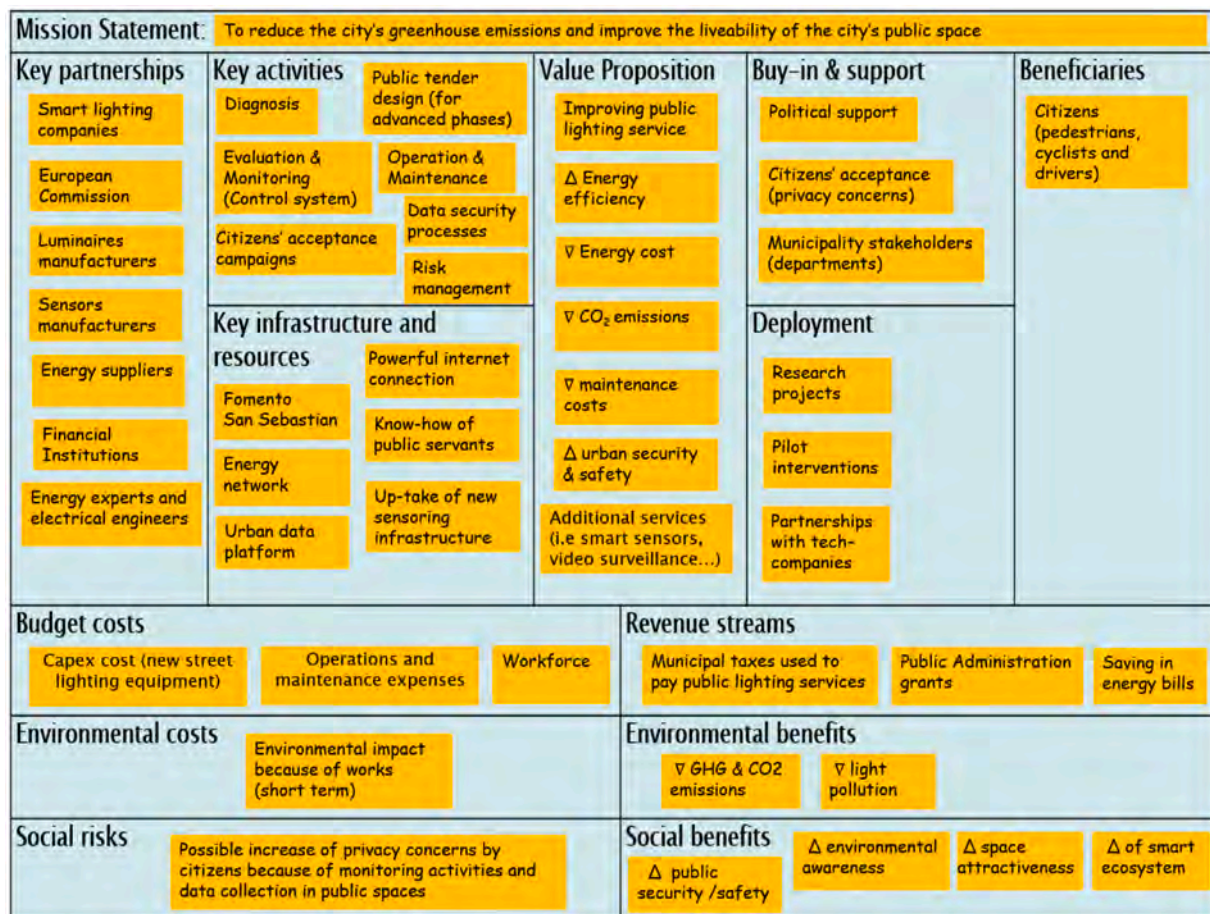 Mission Statement:
To reduce the city's greenhouse emissions and improve the liveability of the city's public space
Key partnerships
Smart lighting
companies
European
Commission
Luminaires
manufacturers
Sensors
manufacturers
Energy suppliers
Financial
Institutions
Energy experts and
electrical engineers
Key activities
Diagnosis
Public tender
design (for
advanced phases)
Evaluation &
Monitoring
(Control system)
Operation &
Maintenance
Data security
processes
Citizens' acceptance
campaigns
Risk
management
Key infrastructure and
resources
Powerful internet
connection
Fomento
San Sebastian
Know-how of
public servants
Energy
network
Up-take of new
sensoring
infrastructure
Urban data
platform
Value Proposition
Improving public
lighting service
Δ Energy
efficiency
∇ Energy cost
∇ CO₂ emissions
∇ maintenance
costs
Δ urban security
& safety
Additional services
(i.e smart sensors,
video surveillance...)
Buy-in & support
Political support
Citizens' acceptance
(privacy concerns)
Municipality stakeholders
(departments)
Deployment
Research
projects
Pilot
interventions
Partnerships
with tech-
companies
Beneficiaries
Citizens
(pedestrians,
cyclists and
drivers)
Budget costs
Capex cost (new street
lighting equipment)
Operations and
maintenance expenses
Workforce
Revenue streams
Municipal taxes used to
pay public lighting services
Public Administration
grants
Saving in
energy bills
Environmental costs
Environmental impact
because of works
(short term)
Environmental benefits
∇ GHG & CO2
emissions
∇ light
pollution
Social risks
Possible increase of privacy concerns by
citizens because of monitoring activities and
data collection in public spaces
Social benefits
Δ public
security /safety
Δ environmental
awareness
Δ space
attractiveness
Δ of smart
ecosystem